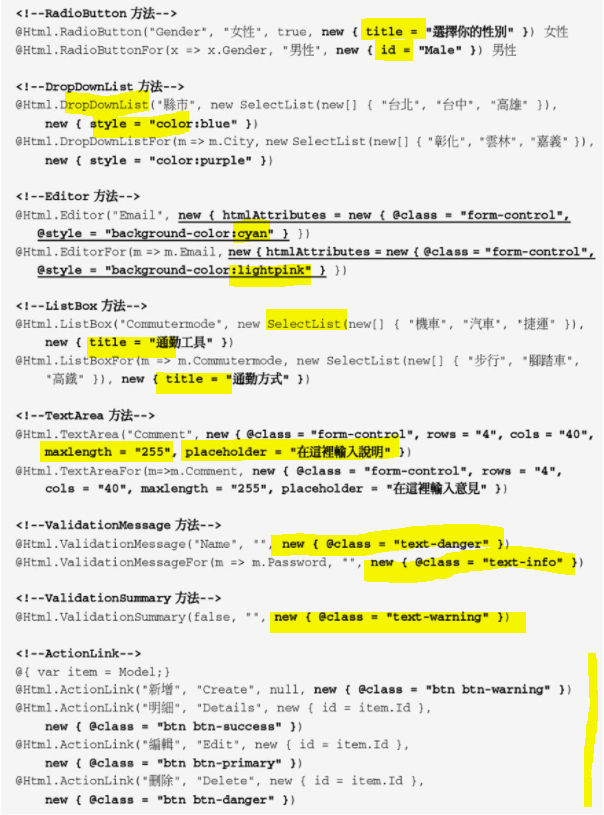 <!--RadioButton 方法-->
@Html.RadioButton("Gender", "女性", true, new { title = "選擇你的性別" }) 女性
@Html.RadioButtonFor(x => x.Gender, "男性", new { id = "Male" }) 男性
<!--DropDownList 方法-->
@Html.DropDownList("縣市", new SelectList(new[] { "台北", "台中", "高雄" }),
new { style = "color:blue" })
@Html.DropDownListFor(m => m.City, new SelectList(new[] { "彰化", "雲林", "嘉義" }),
new { style = "color:purple" })
<!--Editor 方法-->
@Html.Editor("Email", new { htmlAttributes = new { @class = "form-control",
@style = "background-color:cyan" } })
@Html.EditorFor(m => m.Email, new { htmlAttributes = new { @class = "form-control",
@style = "background-color:lightpink" } })
<!--ListBox 方法-->
@Html.ListBox("Commutermode", new SelectList(new[] { "機車", "汽車", "捷運" }),
new { title = "通勤工具" })
@Html.ListBoxFor(m => m.Commutermode, new SelectList(new[] { "步行", "腳踏車",
"高鐵" }), new { title = "通勤方式" })
<!--TextArea 方法-->
@Html.TextArea("Comment", new { @class = "form-control", rows = "4", cols = "40",
maxlength = "255", placeholder = "在這裡輸入說明" })
@Html.TextAreaFor(m=>m.Comment, new { @class = "form-control", rows = "4",
cols = "40", maxlength = "255", placeholder = "在這裡輸入意見" })
<!--ValidationMessage 方法-->
@Html.ValidationMessage("Name", "", new { @class = "text-danger" })
@Html.ValidationMessageFor(m => m.Password, "", new { @class = "text-info" })
<!--ValidationSummary 方法-->
@Html.ValidationSummary(false, "", new { @class = "text-warning" })
<!--ActionLink-->
@{ var item = Model;}
@Html.ActionLink("新增", "Create", null, new { @class = "btn btn-warning" })
@Html.ActionLink("明細", "Details", new { id = item.Id },
new { @class = "btn btn-success" })
@Html.ActionLink("編輯", "Edit", new { id = item.Id },
new { @class = "btn btn-primary" })
@Html.ActionLink("刪除", "Delete", new { id = item.Id },
new { @class = "btn btn-danger" })